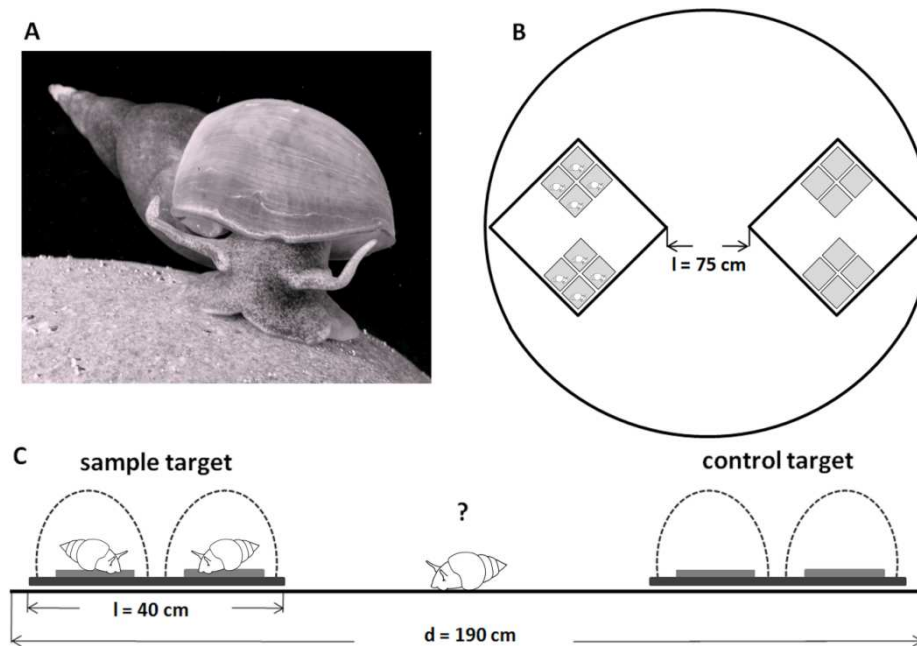 A
B
l = 75 cm
C
sample target
control target
?
l = 40 cm
d = 190 cm